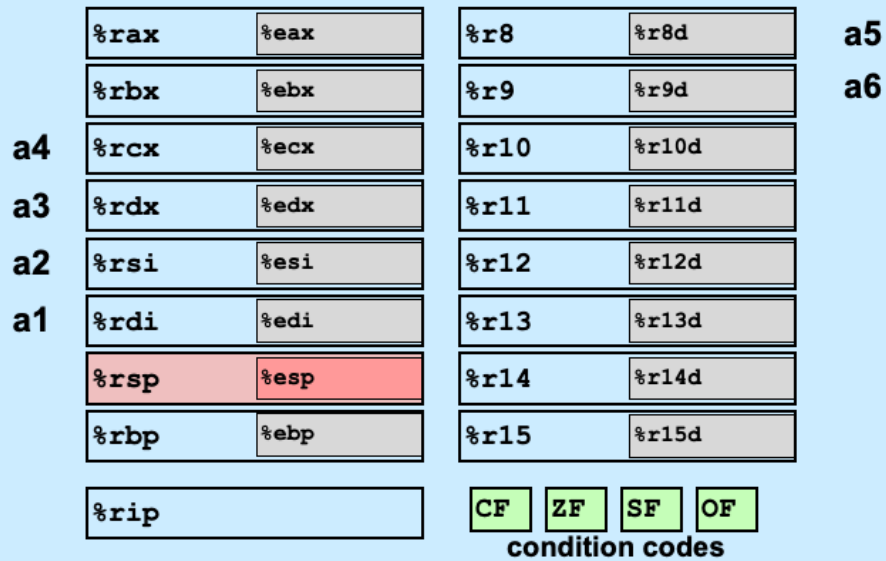 %rax %eax %r8 %r8d a5
%rbx %ebx %r9 %r9d a6
a4 %rcx %ecx %r10 %r10d
a3 %rdx %edx %r11 %r11d
a2 %rsi %esi %r12 %r12d
a1 %rdi %edi %r13 %r13d
%rsp %esp %r14 %r14d
%rbp %ebp %r15 %r15d
%rip CF ZF SF OF
condition codes